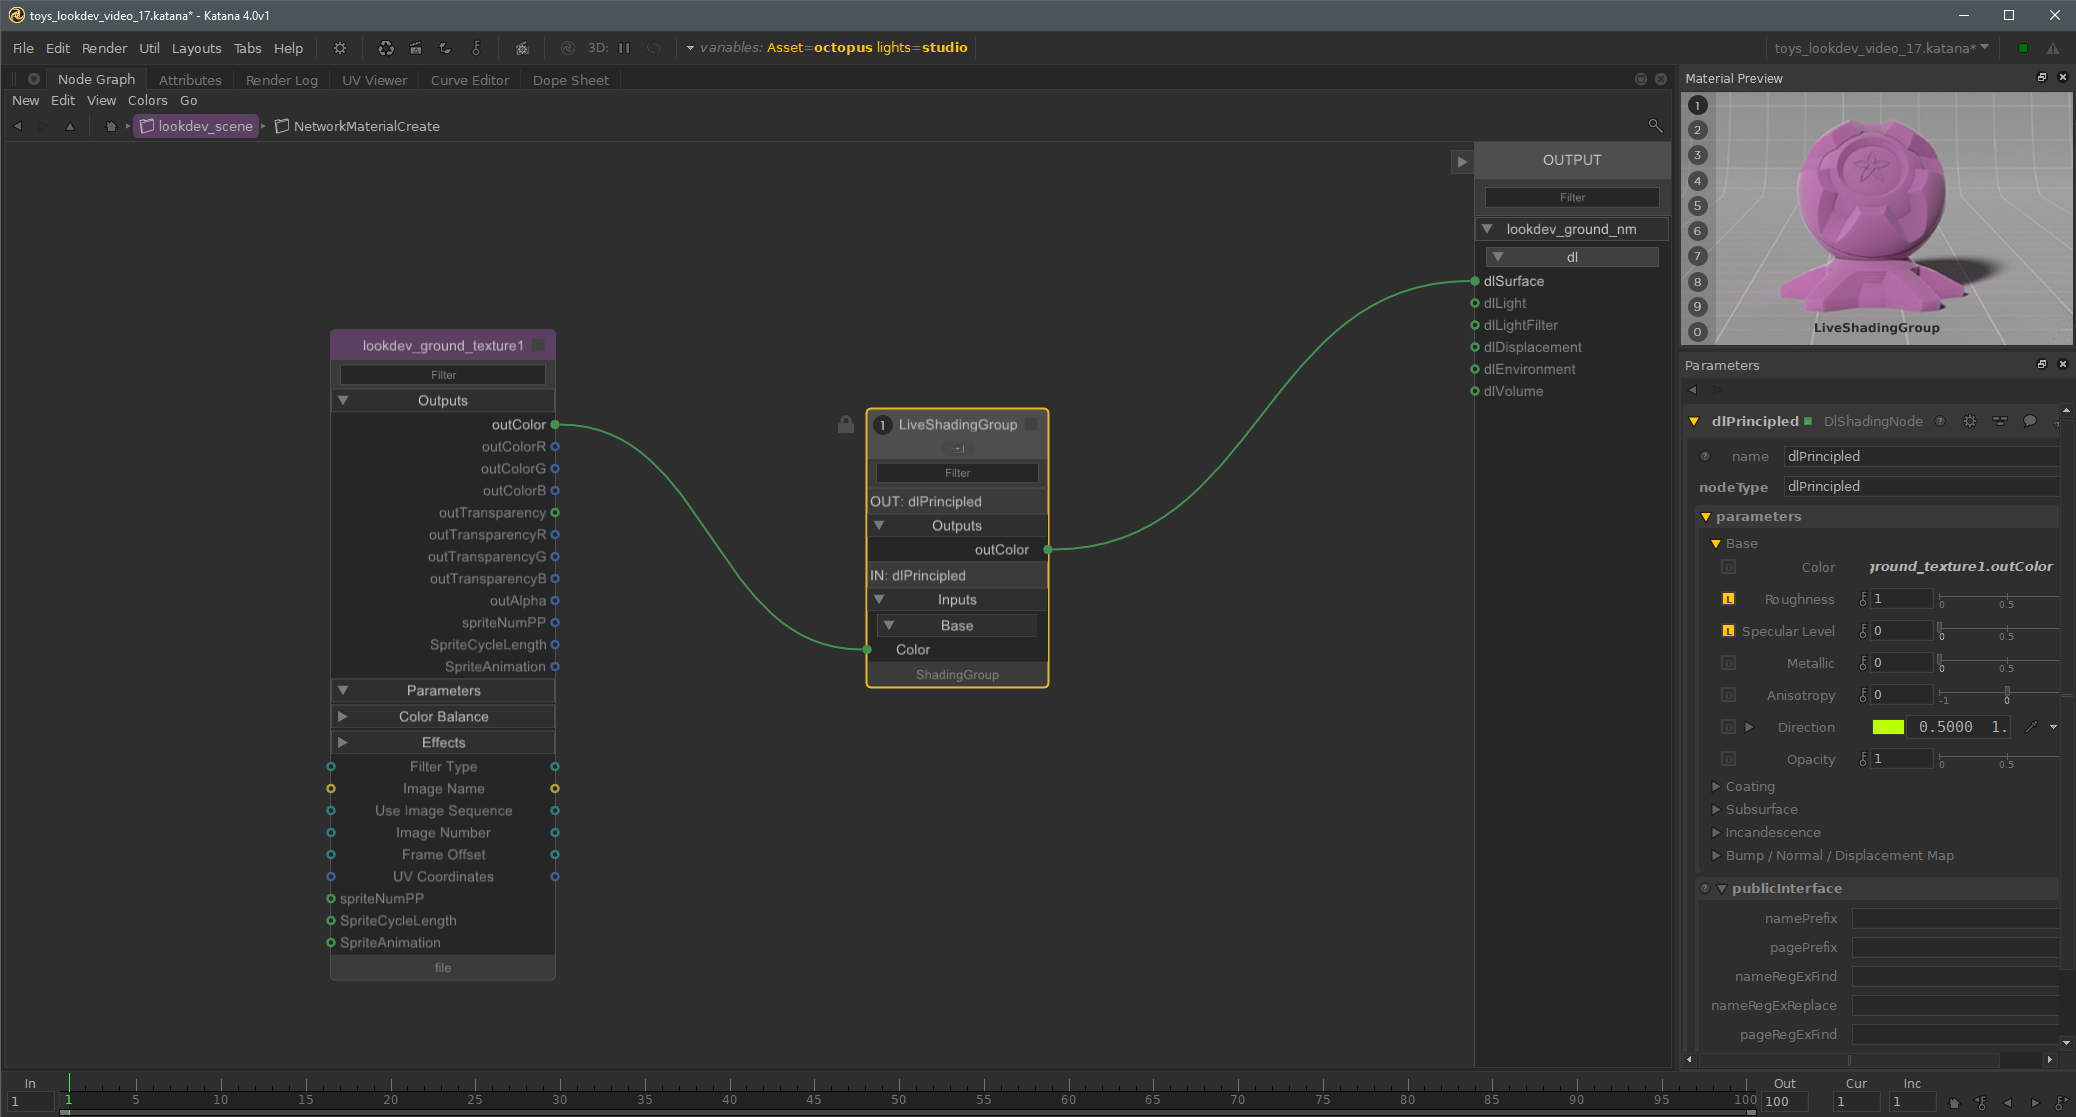 toys_lookdev_video_17.katana* - Katana 4.0v1
File Edit Render Util Layouts Tabs Help 3D: variables: Asset=octopus lights=studio toys_lookdev_video_17.katana*
Node Graph Attributes Render Log UV Viewer Curve Editor Dope Sheet
New Edit View Colors Go
lookdev_scene NetworkMaterialCreate
lookdev_ground_texture1
Filter
Outputs
outColor
outColorR
outColorG
outColorB
outTransparency
outTransparencyR
outTransparencyG
outTransparencyB
outAlpha
spriteNumPP
SpriteCycleLength
SpriteAnimation
Parameters
Color Balance
Effects
Filter Type
Image Name
Use Image Sequence
Image Number
Frame Offset
UV Coordinates
spriteNumPP
SpriteCycleLength
SpriteAnimation
file
1 LiveShadingGroup
Filter
OUT: dlPrincipled
Outputs
outColor
IN: dlPrincipled
Inputs
Base
Color
ShadingGroup
OUTPUT
Filter
lookdev_ground_nm
dl
dlSurface
dlLight
dlLightFilter
dlDisplacement
dlEnvironment
dlVolume
Material Preview
1
2
3
4
5
6
7
8
9
0
LiveShadingGroup
Parameters
dlPrincipled DlShadingNode
name dlPrincipled
nodeType dlPrincipled
parameters
Base
Color ground_texture1.outColor
L Roughness 1 0 0.5
L Specular Level 0 0 0.5
Metallic 0 0 0.5
Anisotropy 0 -1 0
Direction 0.5000 1.
Opacity 1 0 0.5
Coating
Subsurface
Incandescence
Bump / Normal / Displacement Map
publicInterface
namePrefix
pagePrefix
nameRegExFind
nameRegExReplace
pageRegExFind
In Out Cur Inc
1 1 5 10 15 20 25 30 35 40 45 50 55 60 65 70 75 80 85 90 95 100 100 1 1